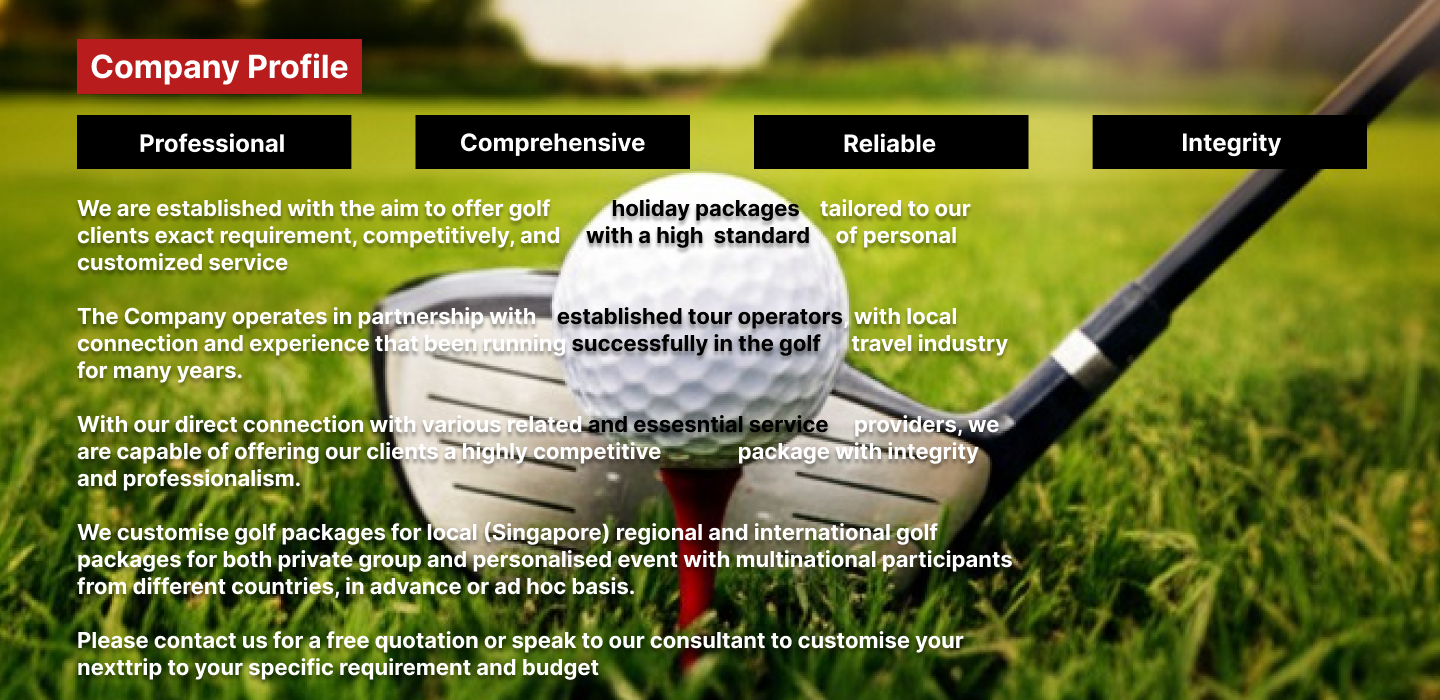 Company Profile
Professional
Comprehensive
Reliable
Integrity
We are established with the aim to offer golf holiday packages tailored to our
clients exact requirement, competitively, and with a high standard of personal
customized service
The Company operates in partnership with established tour operators, with local
connection and experience that been running successfully in the golf travel industry
for many years.
With our direct connection with various related and essesntial service providers, we
are capable of offering our clients a highly competitive package with integrity
and professionalism.
We customise golf packages for local (Singapore) regional and international golf
packages for both private group and personalised event with multinational participants
from different countries, in advance or ad hoc basis.
Please contact us for a free quotation or speak to our consultant to customise your
nexttrip to your specific requirement and budget